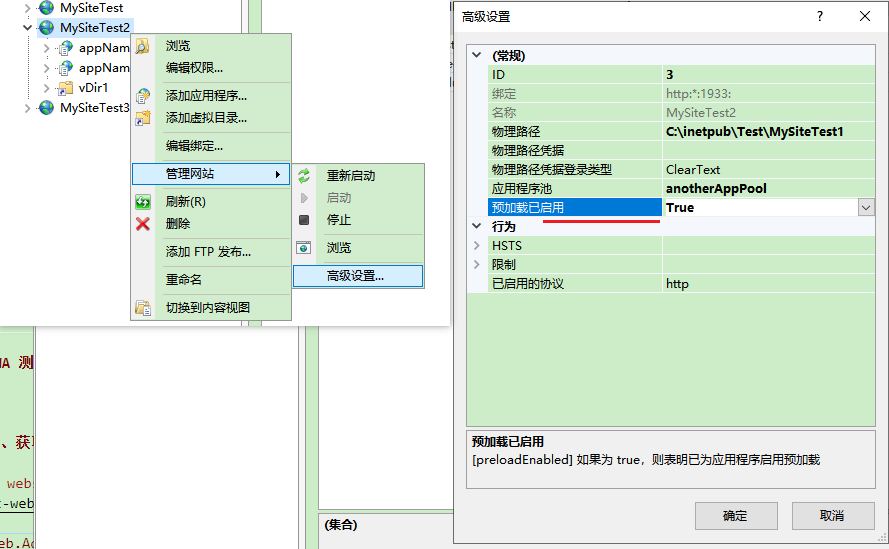 MySiteTest
MySiteTest2
appNam
appNam
vDir1
MySiteTest3
浏览
编辑权限...
添加应用程序...
添加虚拟目录...
编辑绑定...
管理网站
刷新(R)
删除
添加 FTP 发布...
重命名
切换到内容视图
重新启动
启动
停止
浏览
高级设置...
高级设置
(常规)
ID 3
绑定 http:*:1933:
名称 MySiteTest2
物理路径 C:\inetpub\Test\MySiteTest1
物理路径凭据
物理路径凭据登录类型 ClearText
应用程序池 anotherAppPool
预加载已启用 True
行为
HSTS
限制
已启用的协议 http
预加载已启用
[preloadEnabled] 如果为 true，则表明已为应用程序启用预加载
确定
取消
(集合)
、获
web
-web
eb.Ac